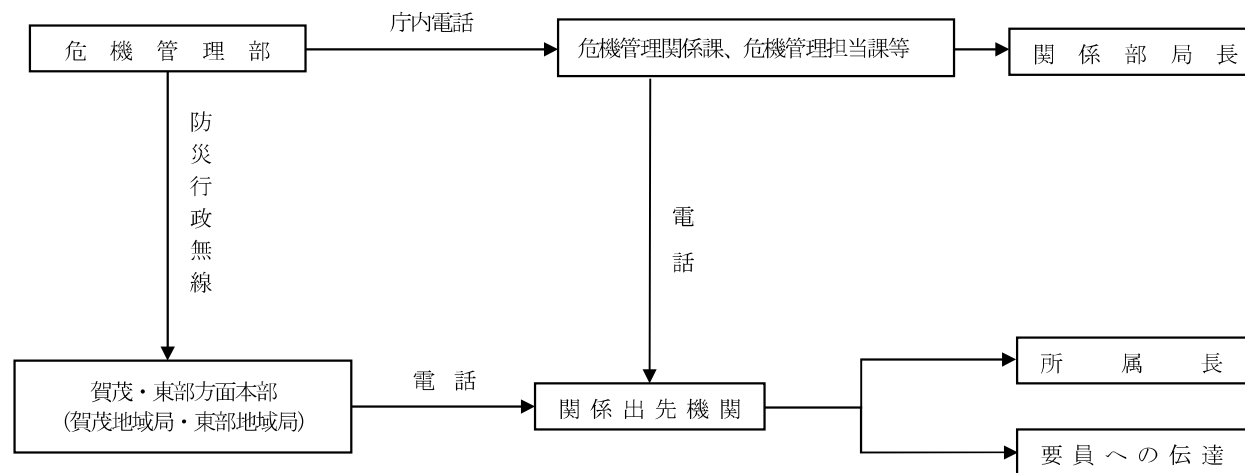 庁内電話
危機管理部
危機管理関係課、危機管理担当課等
関係部局長
防災行政無線
電話
賀茂・東部方面本部
(賀茂地域局・東部地域局)
電話
関係出先機関
所属長
要員への伝達